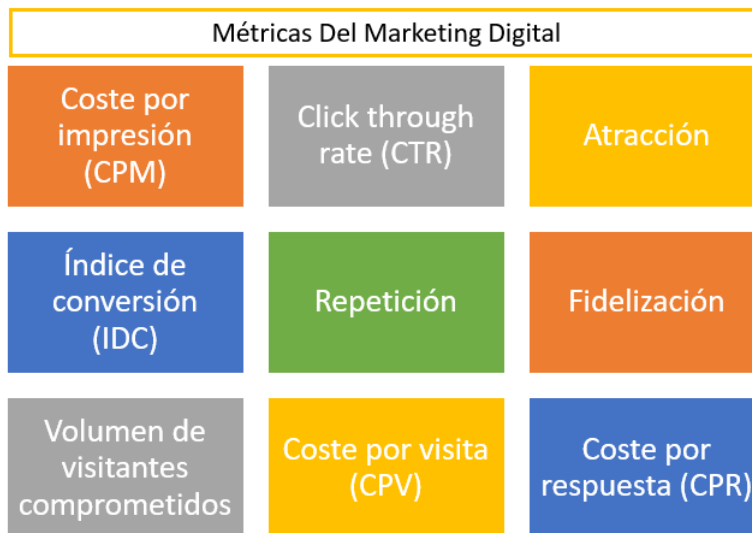 Métricas Del Marketing Digital
Coste por
impresión
(CPM)
Click through
rate (CTR)
Atracción
Índice de
conversión
(IDC)
Repetición
Fidelización
Volumen de
visitantes
comprometidos
Coste por visita
(CPV)
Coste por
respuesta (CPR)